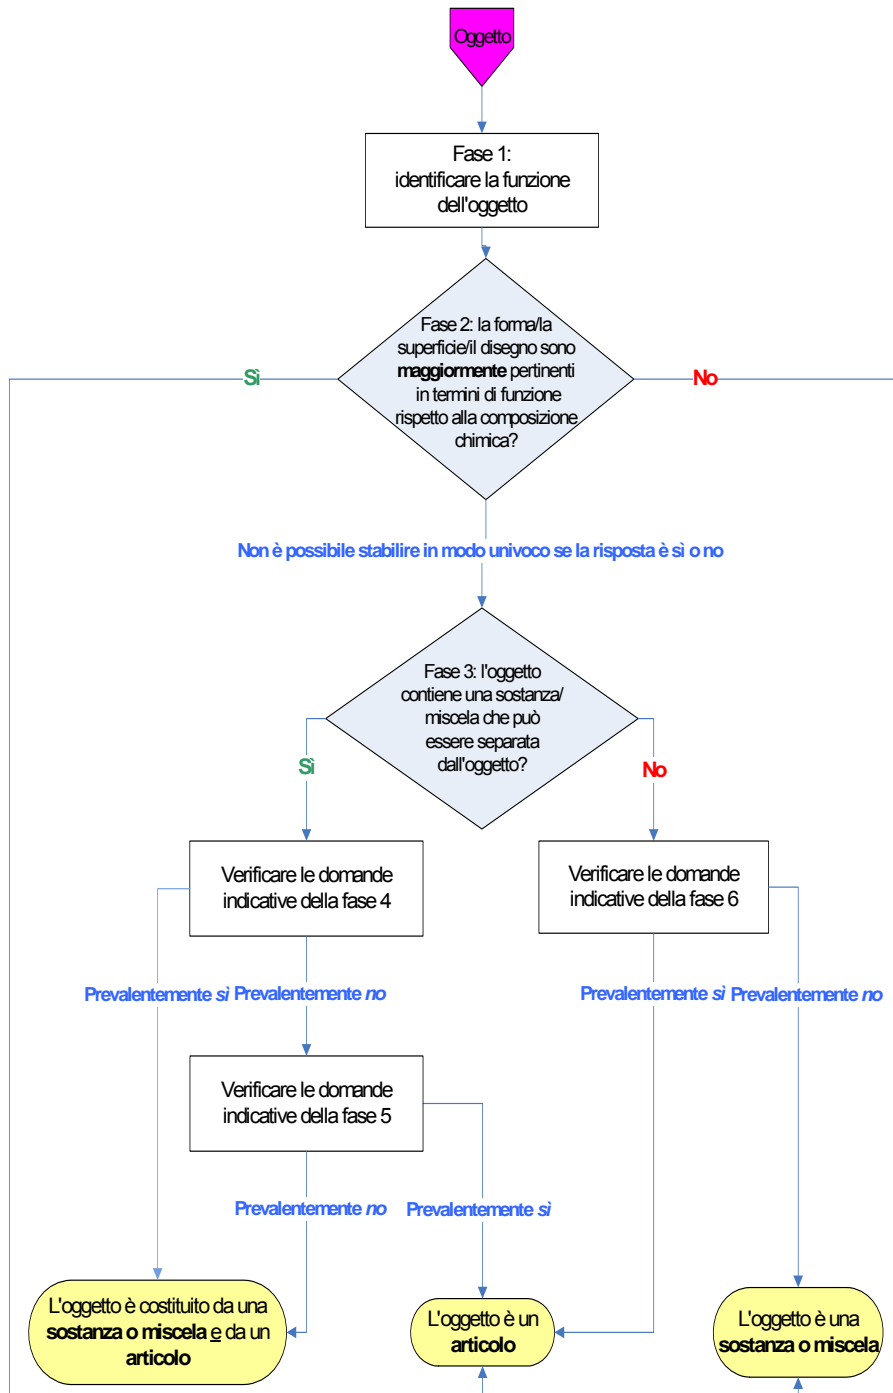 Oggetto
Fase 1:
identificare la funzione
dell'oggetto
Fase 2: la forma/la
superficie/il disegno sono
maggiormente pertinenti
in termini di funzione
rispetto alla composizione
chimica?
Sì
No
Non è possibile stabilire in modo univoco se la risposta è sì o no
Fase 3: l'oggetto
contiene una sostanza/
miscela che può
essere separata
dall'oggetto?
Sì
No
Verificare le domande
indicative della fase 4
Verificare le domande
indicative della fase 6
Prevalentemente sì
Prevalentemente no
Prevalentemente sì
Prevalentemente no
Verificare le domande
indicative della fase 5
Prevalentemente no
Prevalentemente sì
L'oggetto è costituito da una
sostanza o miscela e da un
articolo
L'oggetto è un
articolo
L'oggetto è una
sostanza o miscela